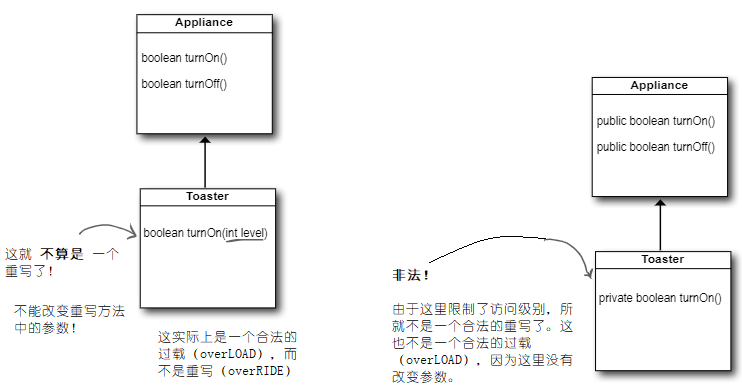 Appliance
boolean turnOn()
boolean turnOff()
Toaster
boolean turnOn(int level)
这就 不算是 一个
重写了!
不能改变重写方法
中的参数!
这实际上是一个合法的
过载 (overLOAD), 而
不是重写 (overRIDE)
Appliance
public boolean turnOn()
public boolean turnOff()
Toaster
private boolean turnOn()
非法!
由于这里限制了访问级别, 所
就不是一个合法的重写了。这
也不是一个合法的过载
(overLOAD), 因为这里没有
改变参数。